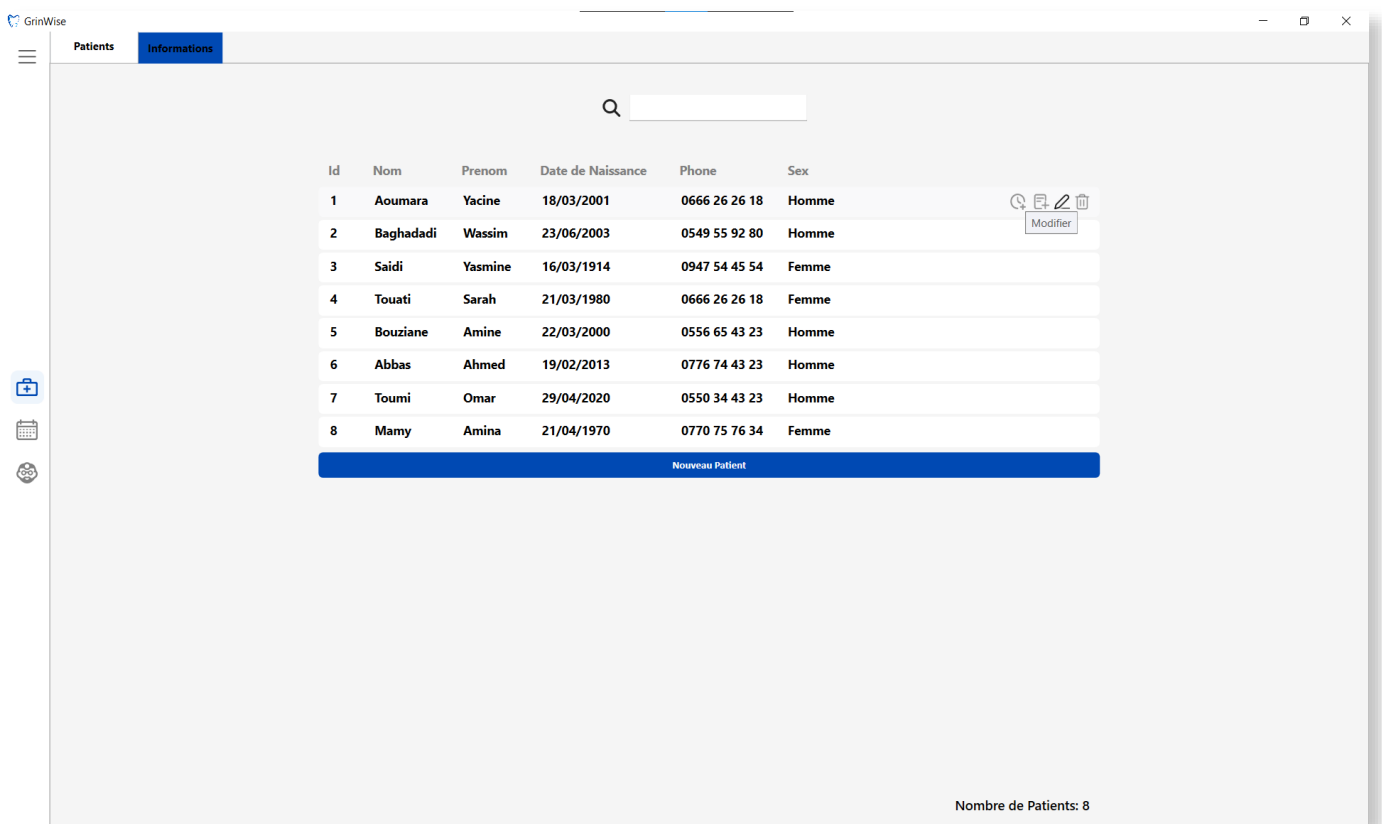 GrinWise
Patients Informations
Id Nom Prenom Date de Naissance Phone Sex
1 Aoumara Yacine 18/03/2001 0666 26 26 18 Homme
Modifier
2 Baghadadi Wassim 23/06/2003 0549 55 92 80 Homme
3 Saidi Yasmine 16/03/1914 0947 54 45 54 Femme
4 Touati Sarah 21/03/1980 0666 26 26 18 Femme
5 Bouziane Amine 22/03/2000 0556 65 43 23 Homme
6 Abbas Ahmed 19/02/2013 0776 74 43 23 Homme
7 Toumi Omar 29/04/2020 0550 34 43 23 Homme
8 Mamy Amina 21/04/1970 0770 75 76 34 Femme
Nouveau Patient
Nombre de Patients: 8